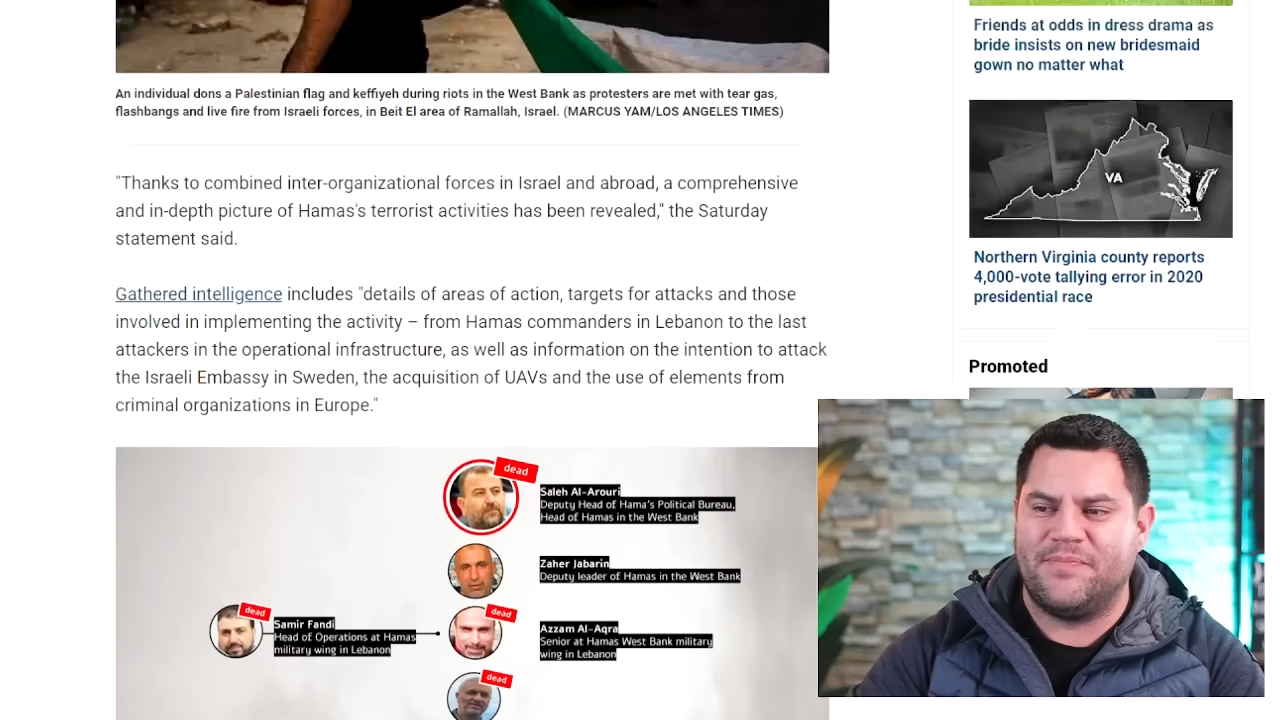 An individual dons a Palestinian flag and keffiyeh during riots in the West Bank as protesters are met with tear gas,
flashbangs and live fire from Israeli forces, in Beit El area of Ramallah, Israel. (MARCUS YAM/LOS ANGELES TIMES)
"Thanks to combined inter-organizational forces in Israel and abroad, a comprehensive
and in-depth picture of Hamas's terrorist activities has been revealed," the Saturday
statement said.
Gathered intelligence includes "details of areas of action, targets for attacks and those
involved in implementing the activity – from Hamas commanders in Lebanon to the last
attackers in the operational infrastructure, as well as information on the intention to attack
the Israeli Embassy in Sweden, the acquisition of UAVs and the use of elements from
criminal organizations in Europe."
dead
Saleh Al-Arouri
Deputy Head of Hama's Political Bureau,
Head of Hamas in the West Bank
Zaher Jabarin
Deputy leader of Hamas in the West Bank
dead
Samir Fandi
Head of Operations at Hamas
military wing in Lebanon
dead
Azzam Al-Aqra
Senior at Hamas West Bank military
wing in Lebanon
dead
Friends at odds in dress drama as
bride insists on new bridesmaid
gown no matter what
VA
Northern Virginia county reports
4,000-vote tallying error in 2020
presidential race
Promoted